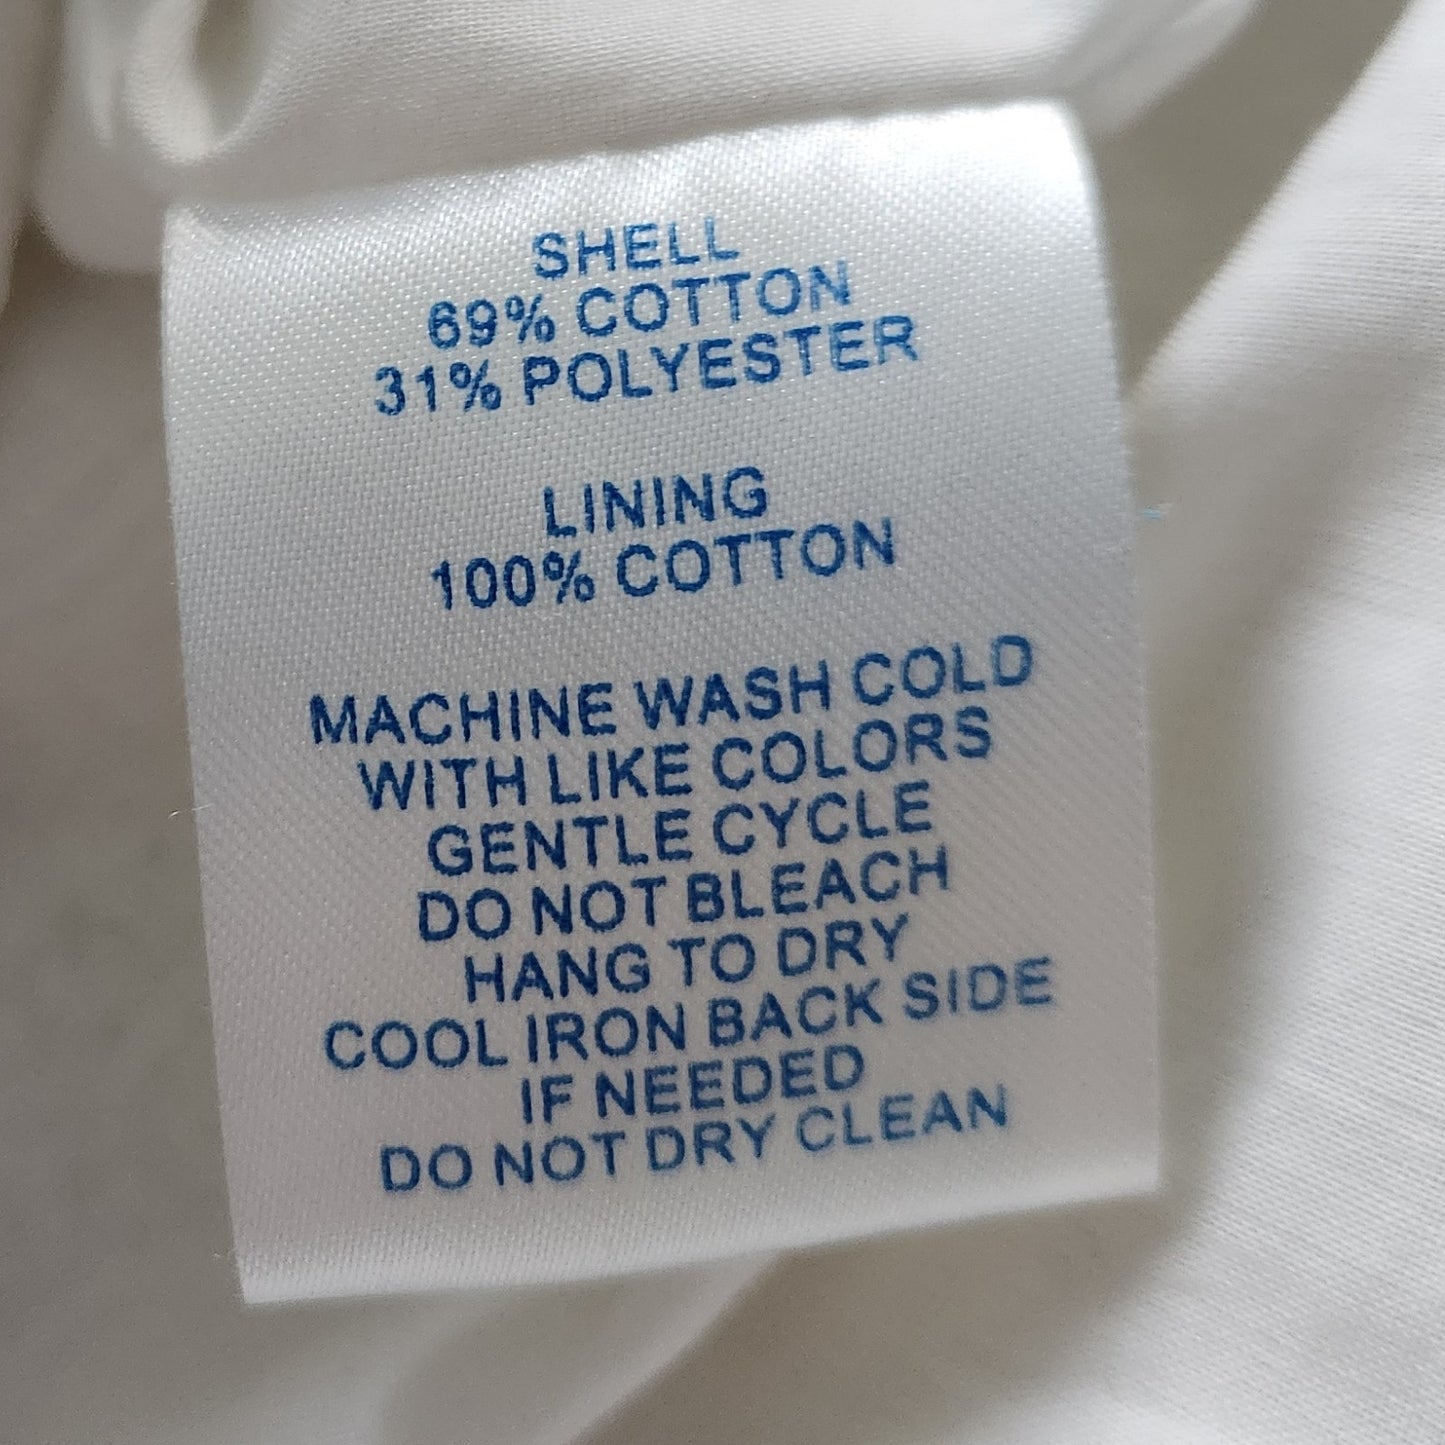 SHELL
69% COTTON
31% POLYESTER
LINING
100% COTTON
MACHINE WASH COLD
WITH LIKE COLORS
GENTLE CYCLE
DO NOT BLEACH
HANG TO DRY
COOL IRON BACK SIDE
IF NEEDED
DO NOT DRY CLEAN